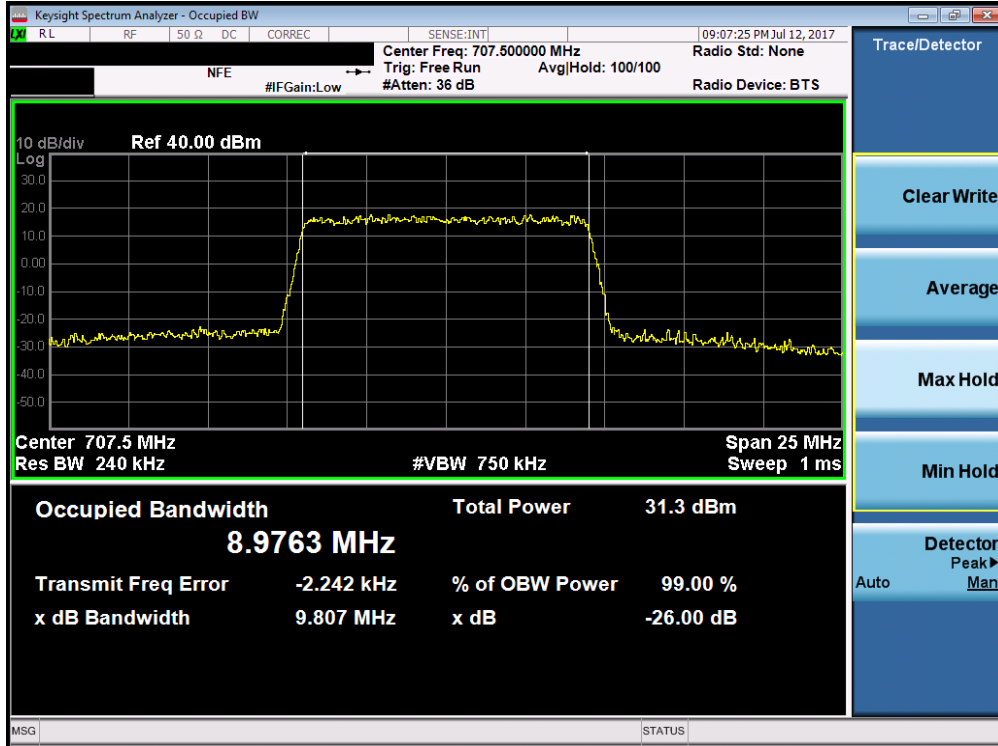 Keysight Spectrum Analyzer - Occupied BW
LXI RL RF 50 Ω DC CORREC SENSE:INT 09:07:25 PM Jul 12, 2017
Center Freq: 707.500000 MHz Radio Std: None
NFE Trig: Free Run Avg|Hold: 100/100
#IFGain:Low #Atten: 36 dB Radio Device: BTS
Trace/Detector
10 dB/div Ref 40.00 dBm
Log
30.0
20.0
10.0
0.00
-10.0
-20.0
-30.0
-40.0
-50.0
Center 707.5 MHz Span 25 MHz
Res BW 240 kHz #VBW 750 kHz Sweep 1 ms
Occupied Bandwidth Total Power 31.3 dBm
8.9763 MHz
Transmit Freq Error -2.242 kHz % of OBW Power 99.00 %
x dB Bandwidth 9.807 MHz x dB -26.00 dB
Clear Write
Average
Max Hold
Min Hold
Detector
Peak▶
Auto Man
MSG STATUS